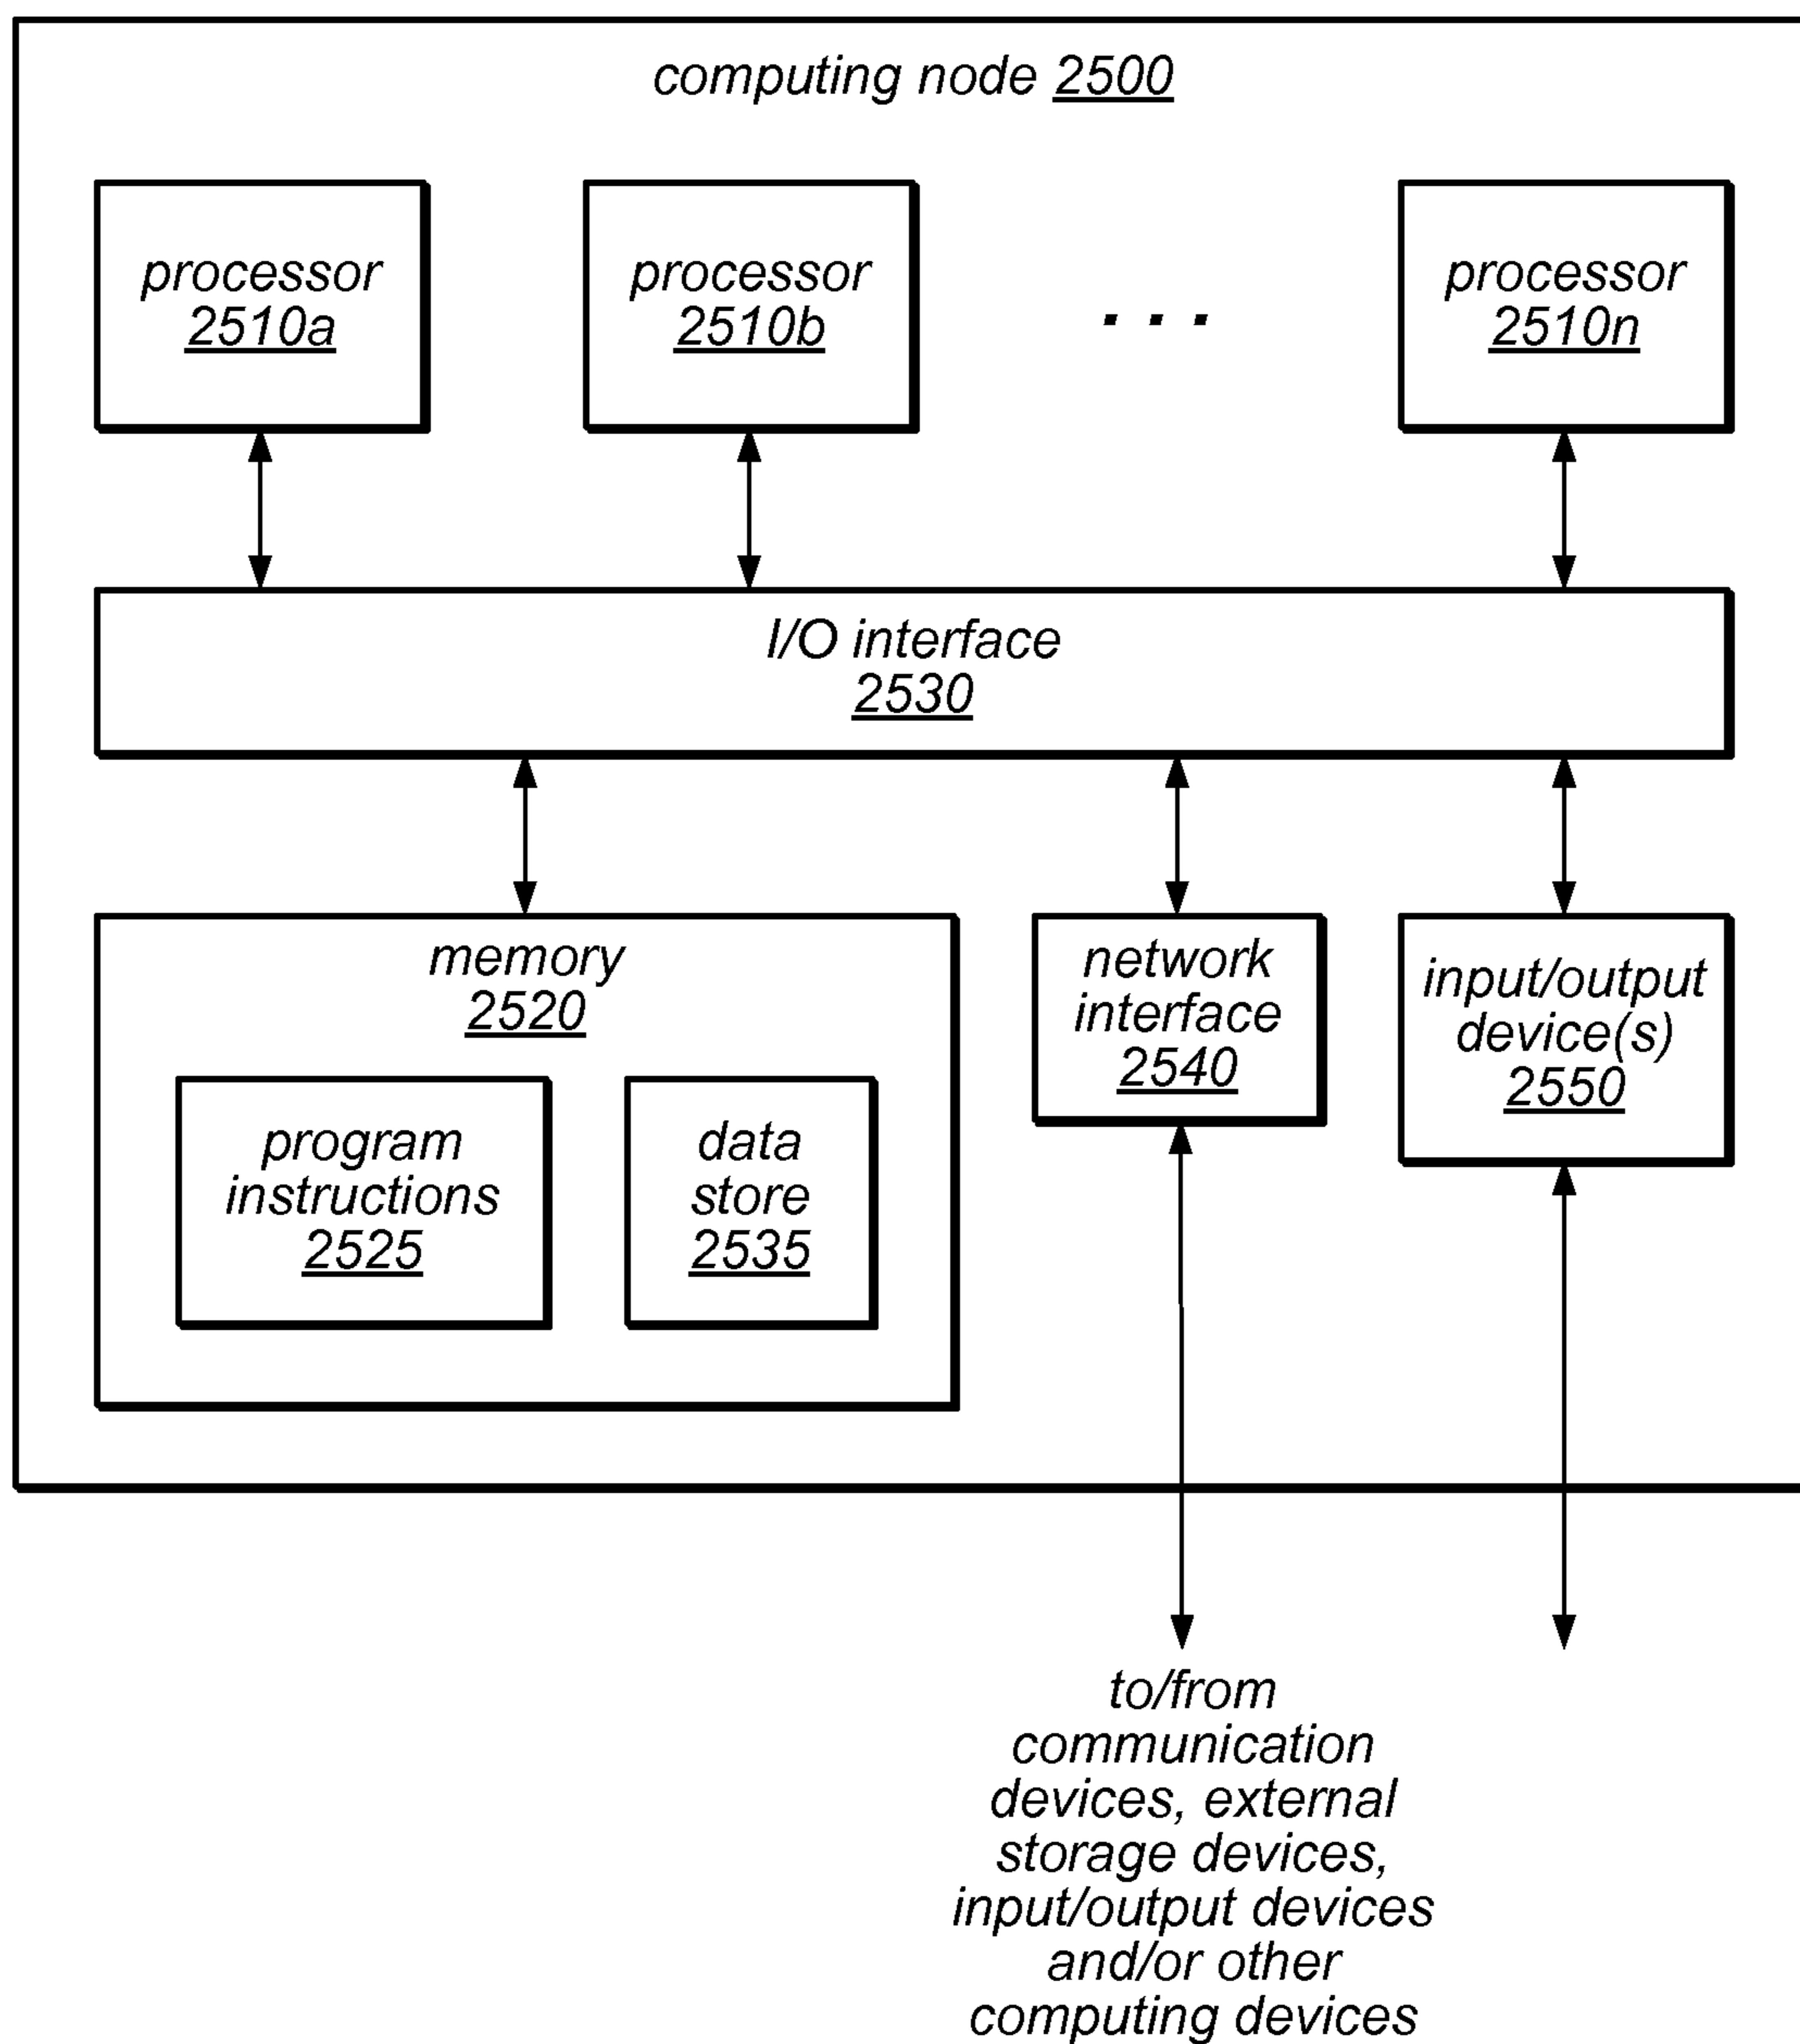 computing node 2500
processor
2510a
processor
2510b
. . .
processor
2510n
I/O interface
2530
memory
2520
program
instructions
2525
data
store
2535
network
interface
2540
input/output
device(s)
2550
to/from
communication
devices, external
storage devices,
input/output devices
and/or other
computing devices